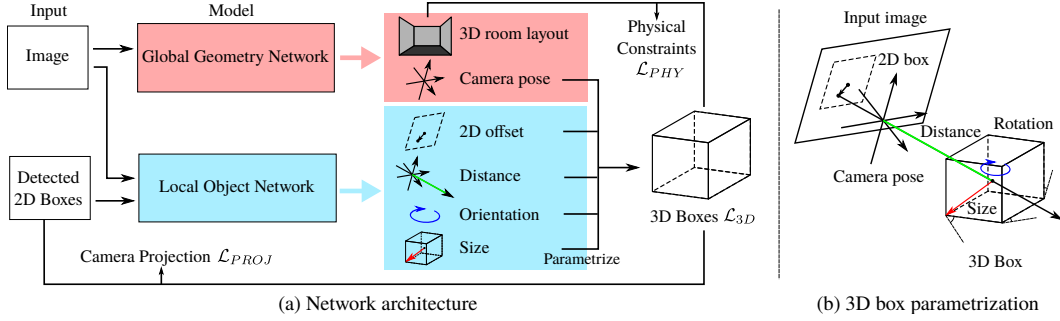 Input
Model
Image
Global Geometry Network
3D room layout
Camera pose
Physical
Constraints
ℒ_PHY
Detected
2D Boxes
Local Object Network
2D offset
Distance
Orientation
Size
Parametrize
3D Boxes ℒ_3D
Camera Projection ℒ_PROJ
(a) Network architecture
Input image
2D box
Distance
Rotation
Camera pose
Size
3D Box
(b) 3D box parametrization